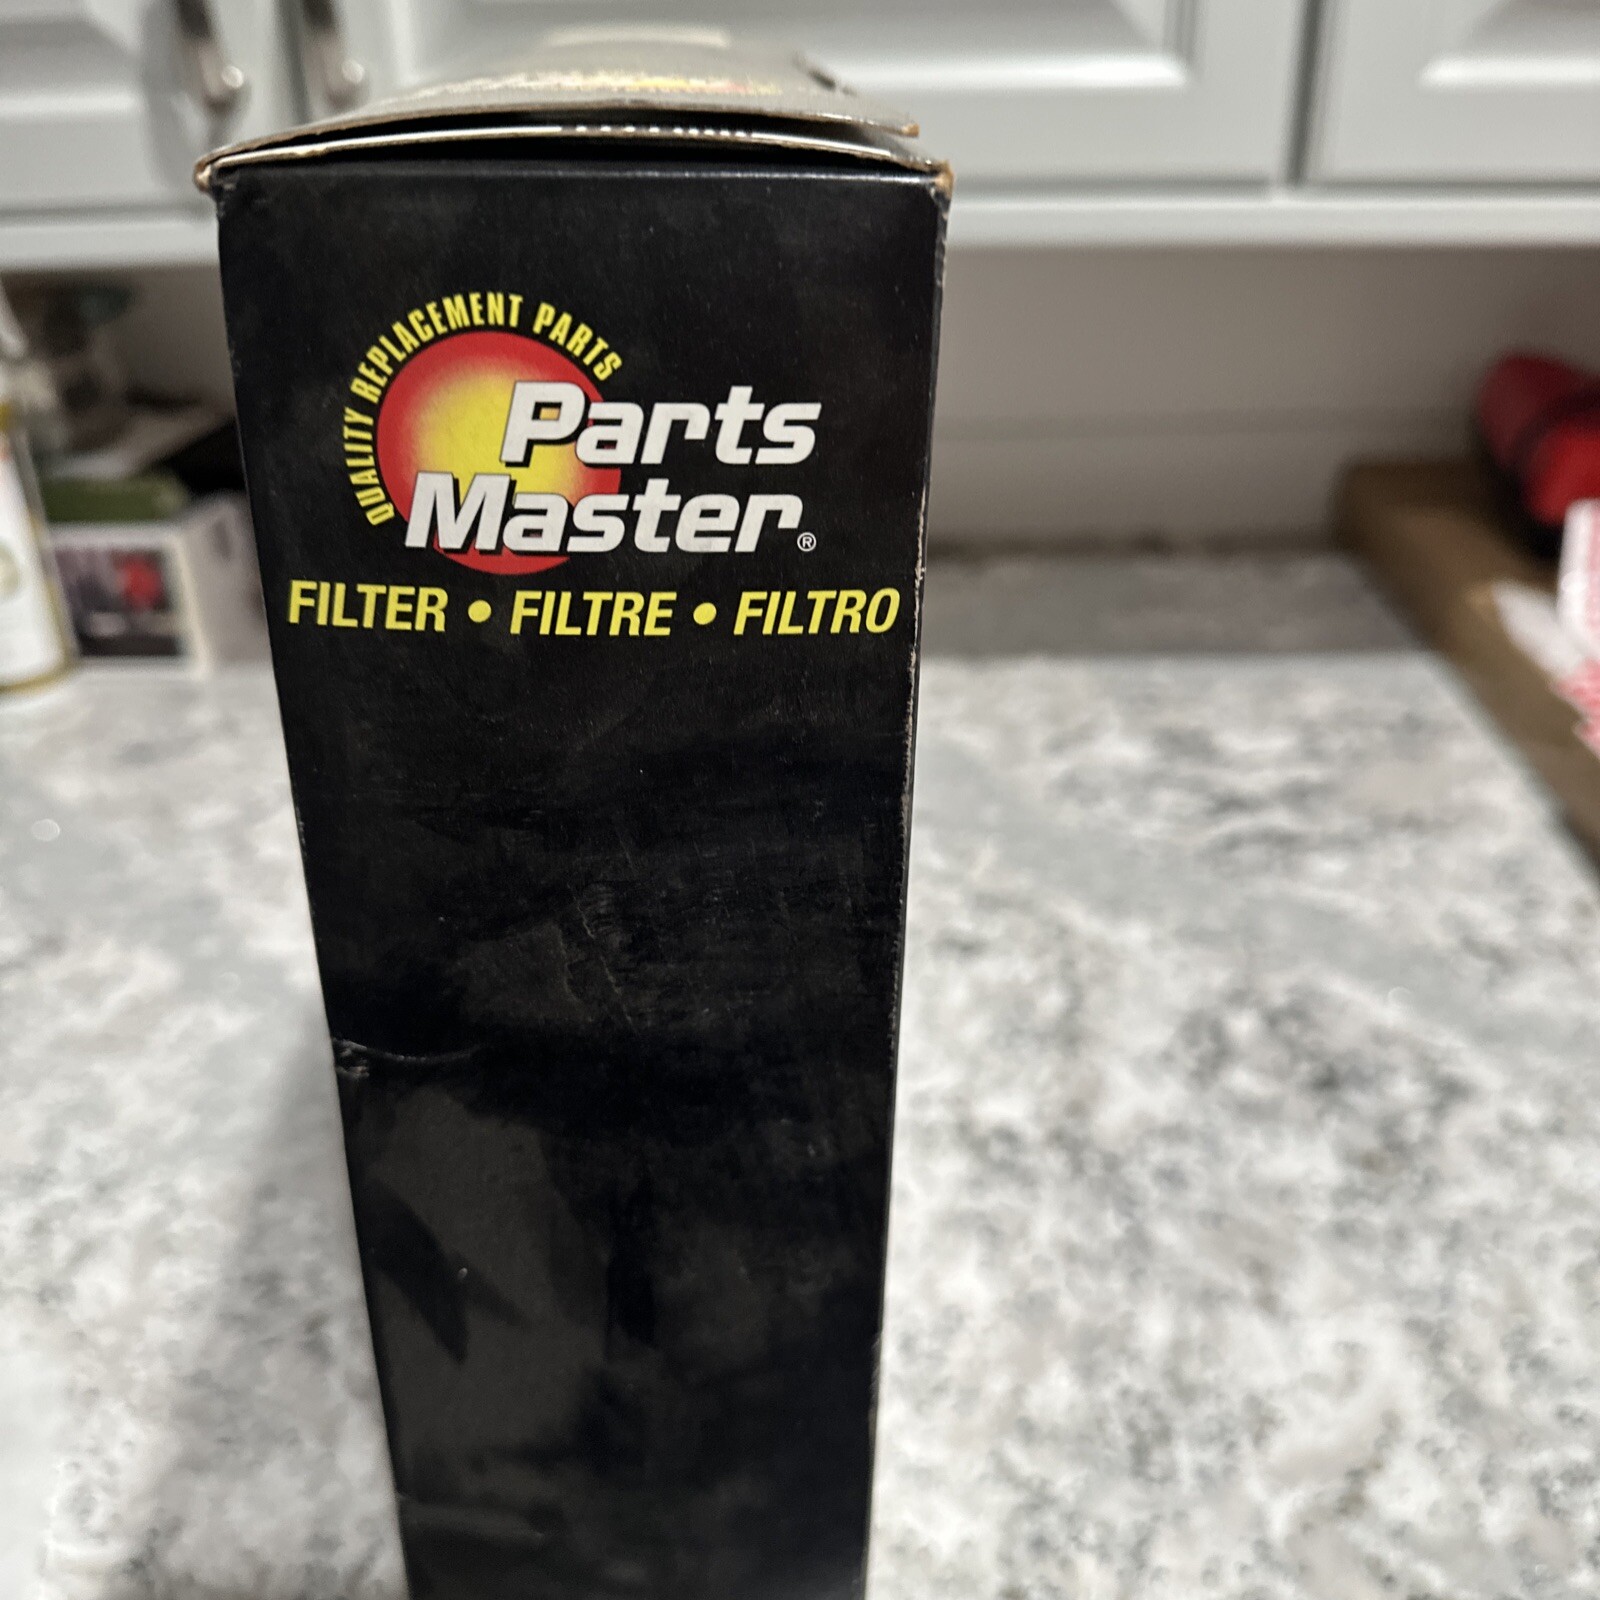 QUALITY REPLACEMENT PARTS
Parts
Master®
FILTER • FILTRE • FILTRO